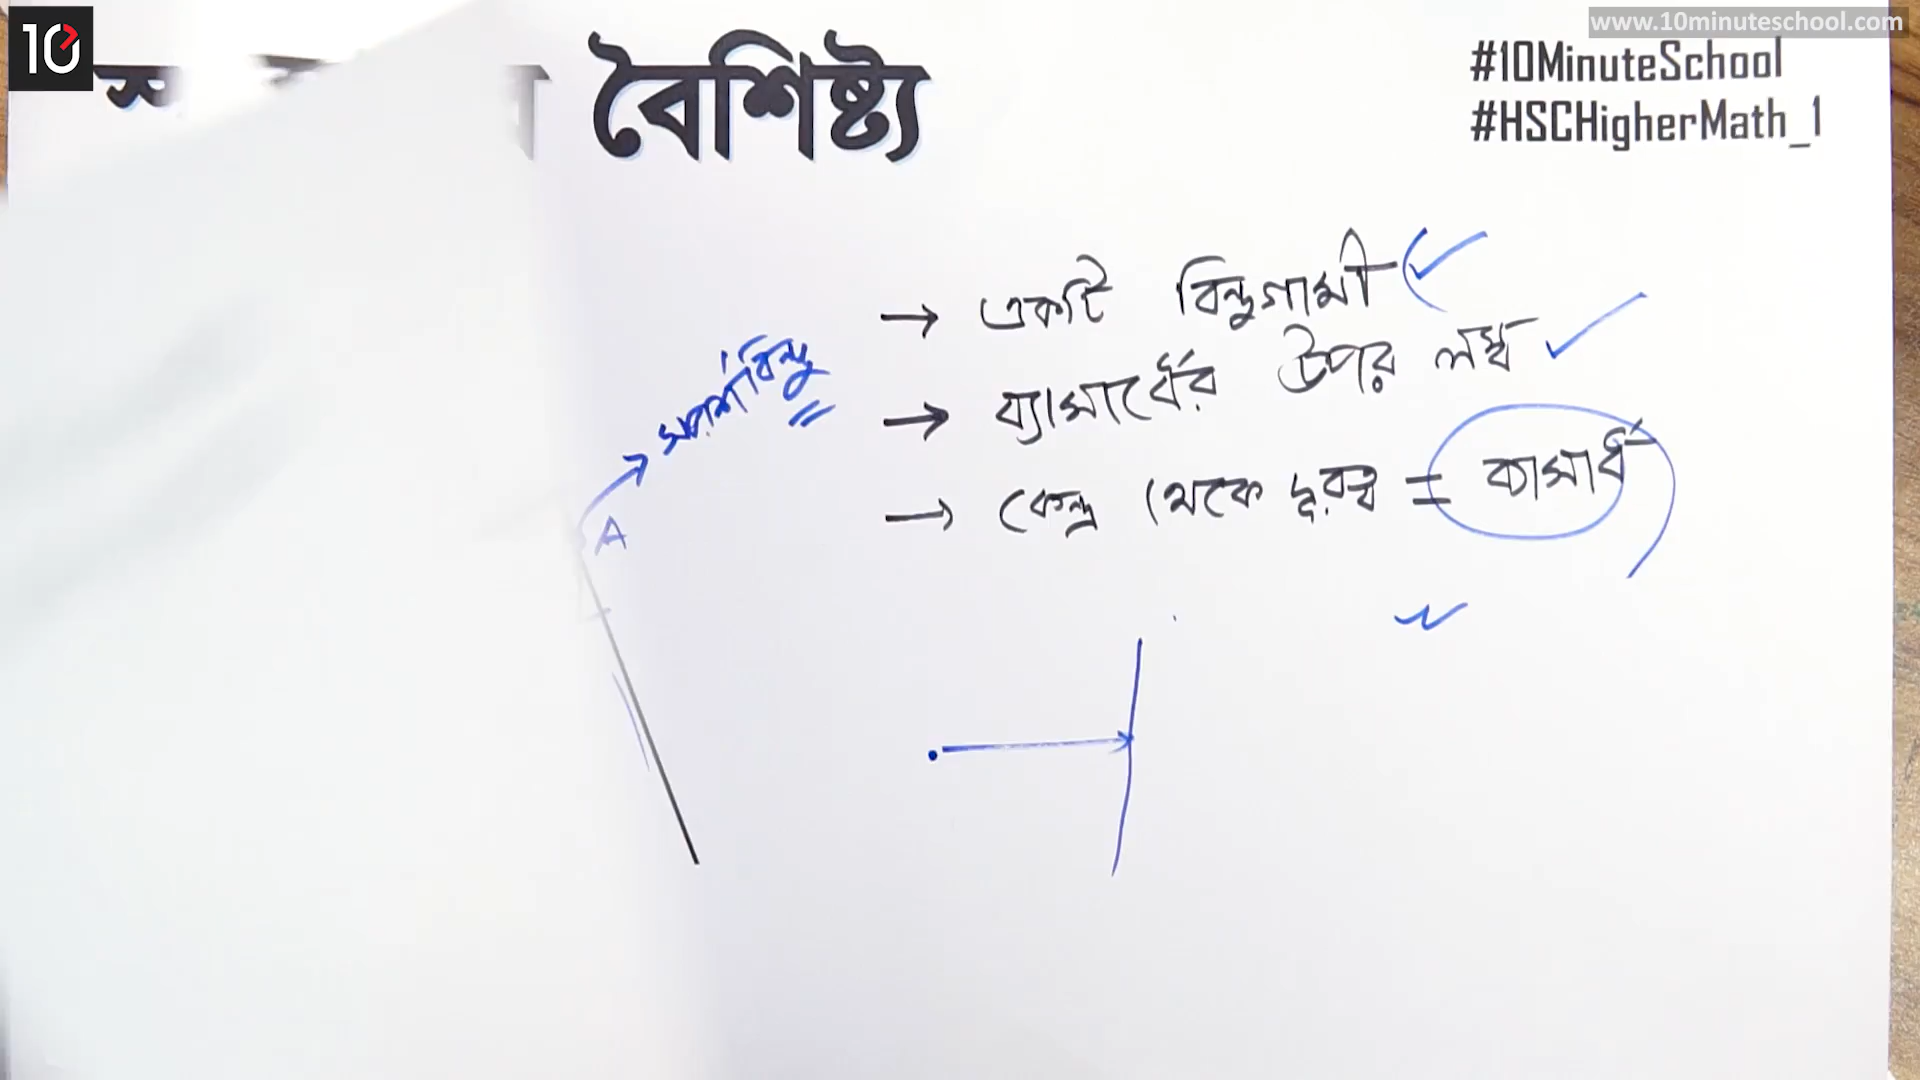 10
www.10minuteschool.com
বৈশিষ্ট্য
#10MinuteSchool
#HSCHigherMath_1
→ একটি বিন্দুগামী
→ ব্যাসার্ধের উপর লম্ব
→ কেন্দ্র থেকে দূরত্ব = ব্যাসার্ধ
স্পর্শবিন্দু
A